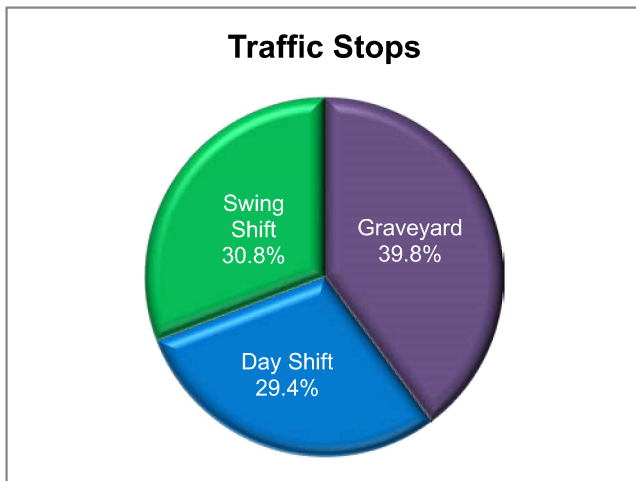 Traffic Stops
Swing
Shift
30.8%
Graveyard
39.8%
Day Shift
29.4%